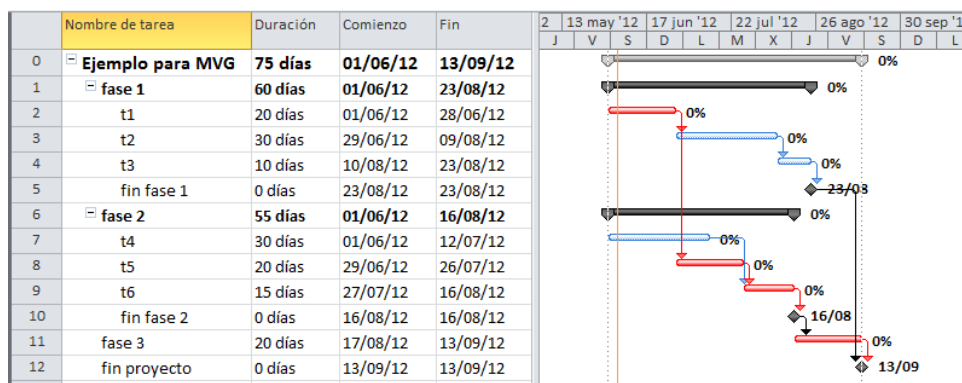 Nombre de tarea Duración Comienzo Fin 2 13 may '12 17 jun '12 22 jul '12 26 ago '12 30 sep '1
J V S D L M X J V S D L
0 Ejemplo para MVG 75 días 01/06/12 13/09/12 0%
1 fase 1 60 días 01/06/12 23/08/12 0%
2 t1 20 días 01/06/12 28/06/12
3 t2 30 días 29/06/12 09/08/12 0%
4 t3 10 días 10/08/12 23/08/12 0%
5 fin fase 1 0 días 23/08/12 23/08/12 23/08
6 fase 2 55 días 01/06/12 16/08/12 0%
7 t4 30 días 01/06/12 12/07/12 0%
8 t5 20 días 29/06/12 26/07/12 0%
9 t6 15 días 27/07/12 16/08/12 0%
10 fin fase 2 0 días 16/08/12 16/08/12 16/08
11 fase 3 20 días 17/08/12 13/09/12 0%
12 fin proyecto 0 días 13/09/12 13/09/12 13/09